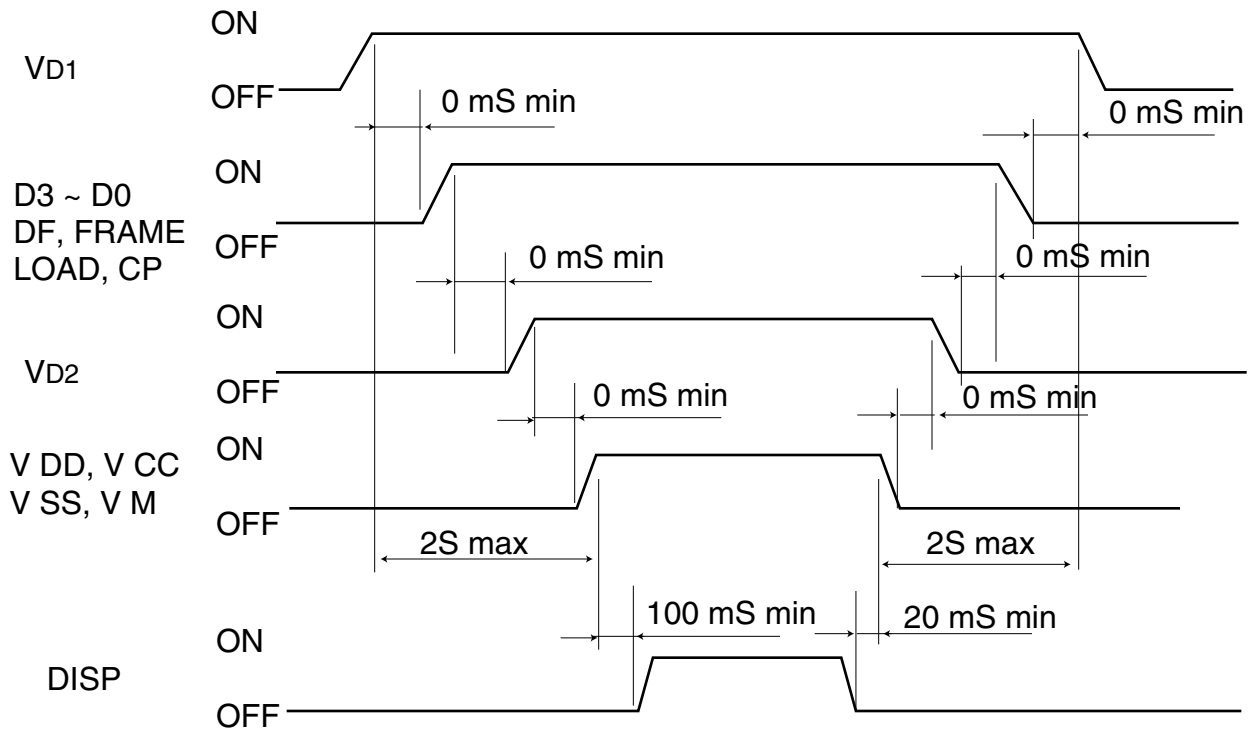 ON
VD1
OFF
0 mS min
0 mS min
ON
D3 ~ D0
DF, FRAME
LOAD, CP
OFF
0 mS min
0 mS min
ON
VD2
OFF
0 mS min
0 mS min
ON
V DD, V CC
V SS, V M
OFF
2S max
2S max
100 mS min
20 mS min
ON
DISP
OFF